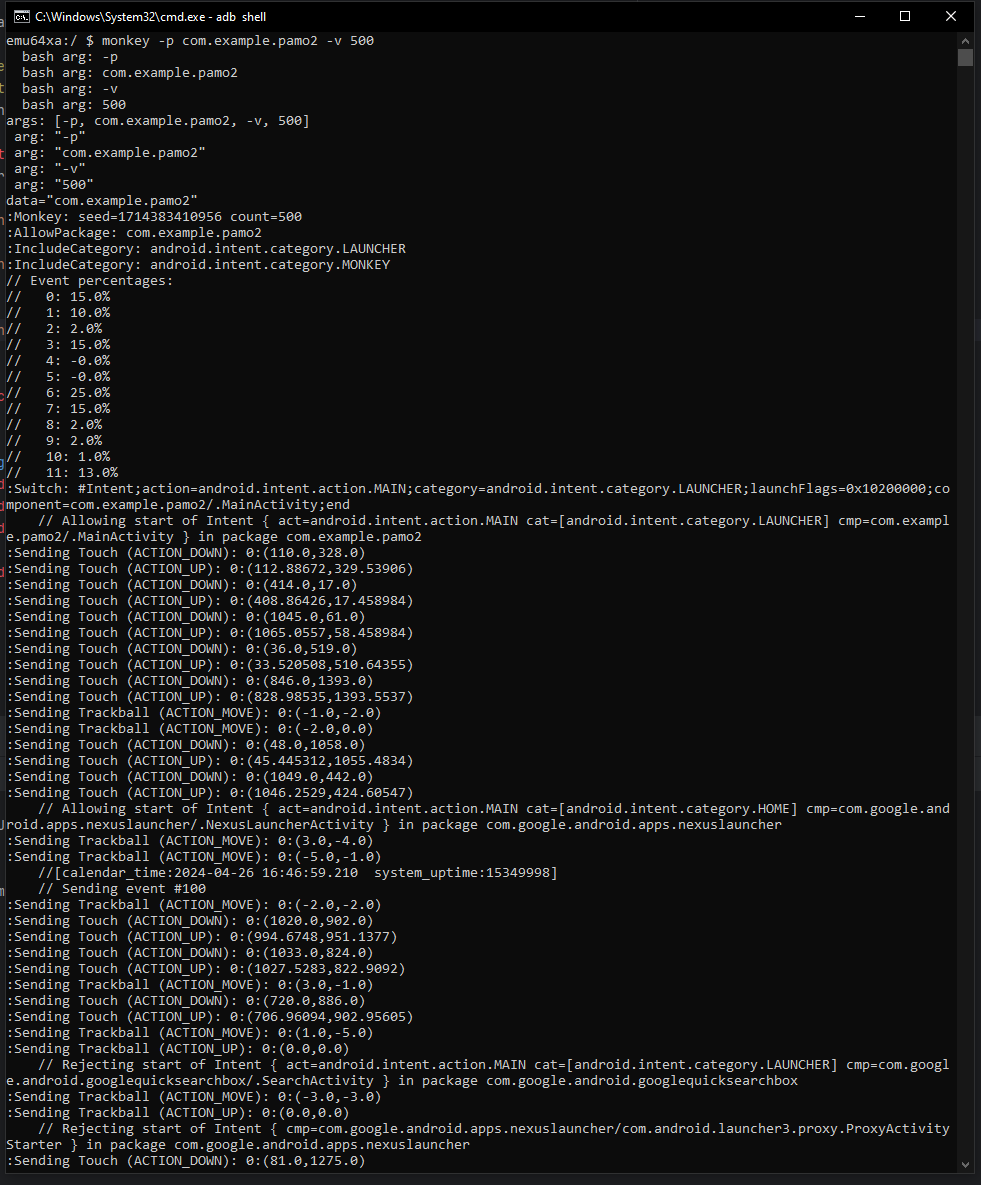 C:\Windows\System32\cmd.exe - adb shell
emu64xa:/ $ monkey -p com.example.pamo2 -v 500
  bash arg: -p
  bash arg: com.example.pamo2
  bash arg: -v
  bash arg: 500
args: [-p, com.example.pamo2, -v, 500]
 arg: "-p"
 arg: "com.example.pamo2"
 arg: "-v"
 arg: "500"
data="com.example.pamo2"
:Monkey: seed=1714383410956 count=500
:AllowPackage: com.example.pamo2
:IncludeCategory: android.intent.category.LAUNCHER
:IncludeCategory: android.intent.category.MONKEY
// Event percentages:
//   0: 15.0%
//   1: 10.0%
//   2: 2.0%
//   3: 15.0%
//   4: -0.0%
//   5: -0.0%
//   6: 25.0%
//   7: 15.0%
//   8: 2.0%
//   9: 2.0%
//   10: 1.0%
//   11: 13.0%
:Switch: #Intent;action=android.intent.action.MAIN;category=android.intent.category.LAUNCHER;launchFlags=0x10200000;co
mponent=com.example.pamo2/.MainActivity;end
    // Allowing start of Intent { act=android.intent.action.MAIN cat=[android.intent.category.LAUNCHER] cmp=com.exampl
e.pamo2/.MainActivity } in package com.example.pamo2
:Sending Touch (ACTION_DOWN): 0:(110.0,328.0)
:Sending Touch (ACTION_UP): 0:(112.88672,329.53906)
:Sending Touch (ACTION_DOWN): 0:(414.0,17.0)
:Sending Touch (ACTION_UP): 0:(408.86426,17.458984)
:Sending Touch (ACTION_DOWN): 0:(1045.0,61.0)
:Sending Touch (ACTION_UP): 0:(1065.0557,58.458984)
:Sending Touch (ACTION_DOWN): 0:(36.0,519.0)
:Sending Touch (ACTION_UP): 0:(33.520508,510.64355)
:Sending Touch (ACTION_DOWN): 0:(846.0,1393.0)
:Sending Touch (ACTION_UP): 0:(828.98535,1393.5537)
:Sending Trackball (ACTION_MOVE): 0:(-1.0,-2.0)
:Sending Trackball (ACTION_MOVE): 0:(-2.0,0.0)
:Sending Touch (ACTION_DOWN): 0:(48.0,1058.0)
:Sending Touch (ACTION_UP): 0:(45.445312,1055.4834)
:Sending Touch (ACTION_DOWN): 0:(1049.0,442.0)
:Sending Touch (ACTION_UP): 0:(1046.2529,424.60547)
    // Allowing start of Intent { act=android.intent.action.MAIN cat=[android.intent.category.HOME] cmp=com.google.and
roid.apps.nexuslauncher/.NexusLauncherActivity } in package com.google.android.apps.nexuslauncher
:Sending Trackball (ACTION_MOVE): 0:(3.0,-4.0)
:Sending Trackball (ACTION_MOVE): 0:(-5.0,-1.0)
    //[calendar_time:2024-04-26 16:46:59.210  system_uptime:15349998]
    // Sending event #100
:Sending Trackball (ACTION_MOVE): 0:(-2.0,-2.0)
:Sending Touch (ACTION_DOWN): 0:(1020.0,902.0)
:Sending Touch (ACTION_UP): 0:(994.6748,951.1377)
:Sending Touch (ACTION_DOWN): 0:(1033.0,824.0)
:Sending Touch (ACTION_UP): 0:(1027.5283,822.9092)
:Sending Trackball (ACTION_MOVE): 0:(3.0,-1.0)
:Sending Touch (ACTION_DOWN): 0:(720.0,886.0)
:Sending Touch (ACTION_UP): 0:(706.96094,902.95605)
:Sending Trackball (ACTION_MOVE): 0:(1.0,-5.0)
:Sending Trackball (ACTION_UP): 0:(0.0,0.0)
    // Rejecting start of Intent { act=android.intent.action.MAIN cat=[android.intent.category.LAUNCHER] cmp=com.googl
e.android.googlequicksearchbox/.SearchActivity } in package com.google.android.googlequicksearchbox
:Sending Trackball (ACTION_MOVE): 0:(-3.0,-3.0)
:Sending Trackball (ACTION_UP): 0:(0.0,0.0)
    // Rejecting start of Intent { cmp=com.google.android.apps.nexuslauncher/com.android.launcher3.proxy.ProxyActivity
Starter } in package com.google.android.apps.nexuslauncher
:Sending Touch (ACTION_DOWN): 0:(81.0,1275.0)